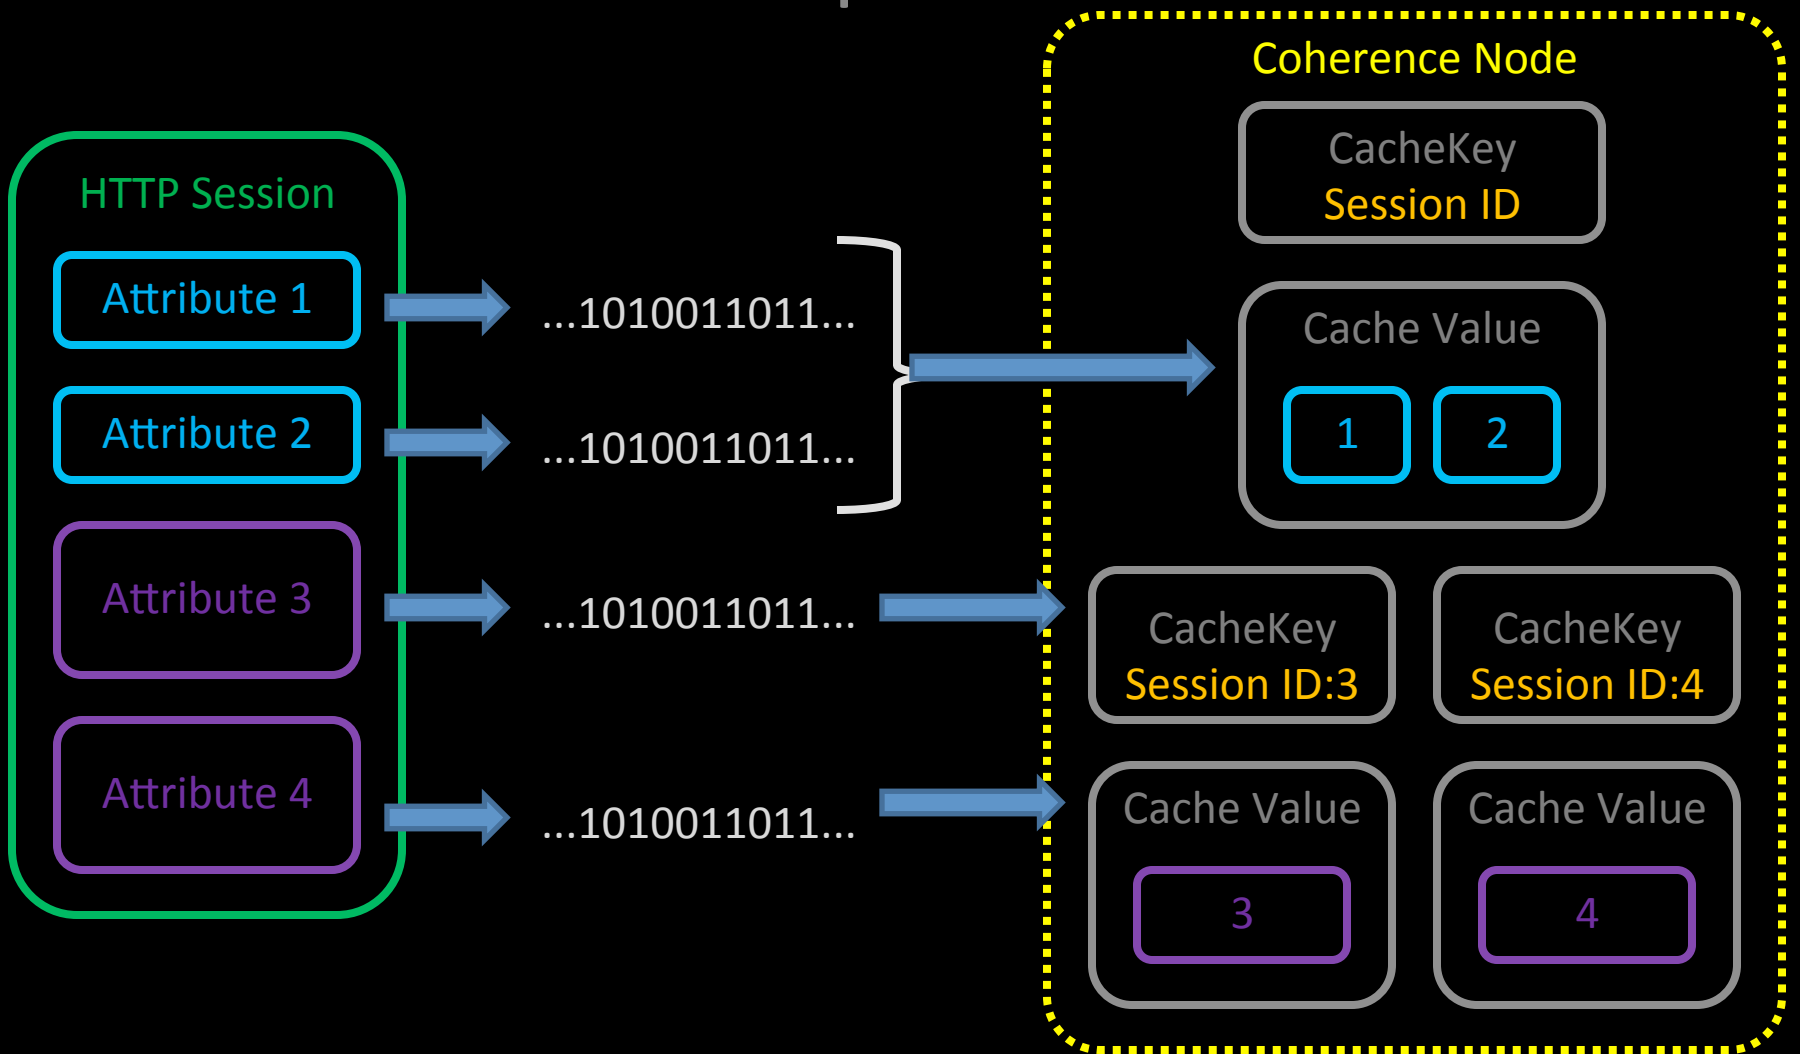 HTTP Session
Attribute 1
Attribute 2
Attribute 3
Attribute 4
...1010011011...
...1010011011...
...1010011011...
...1010011011...
Coherence Node
CacheKey
Session ID
Cache Value
1
2
CacheKey
Session ID:3
CacheKey
Session ID:4
Cache Value
3
Cache Value
4